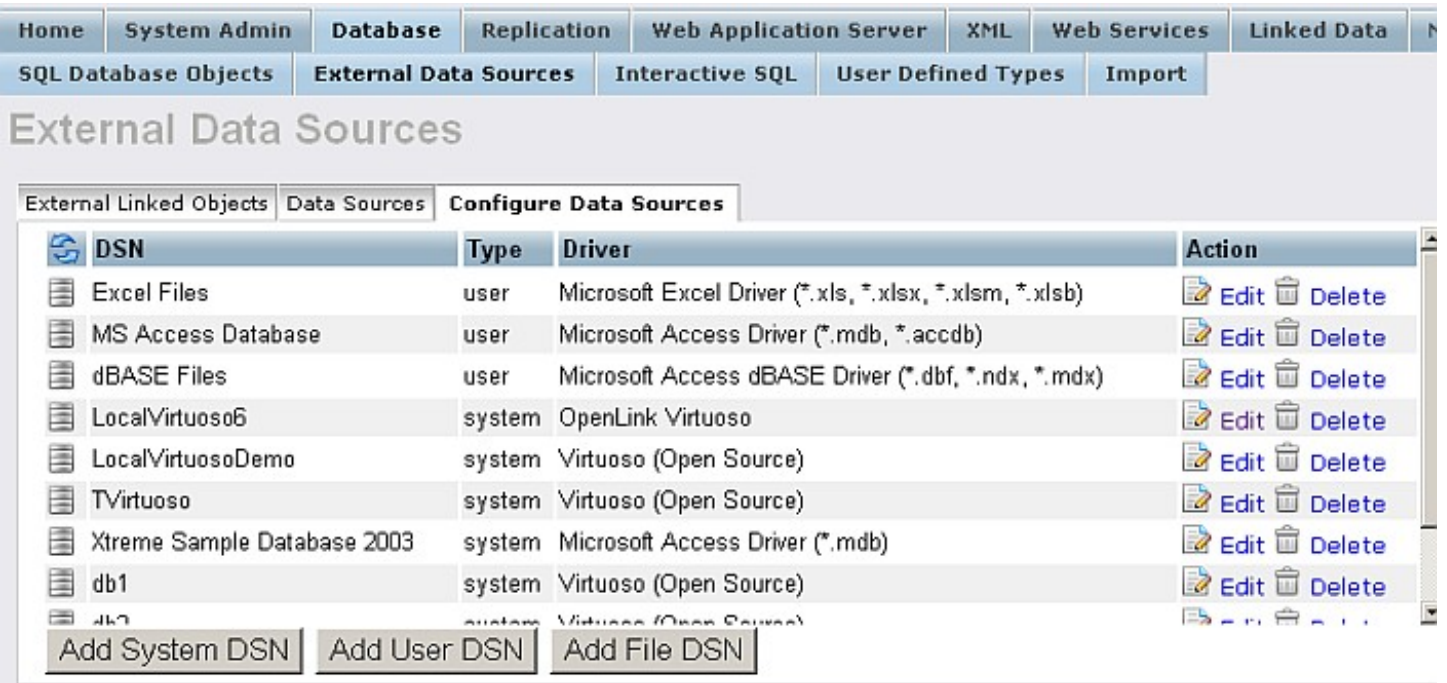 Home System Admin Database Replication Web Application Server XML Web Services Linked Data
SQL Database Objects External Data Sources Interactive SQL User Defined Types Import
External Data Sources
External Linked Objects Data Sources Configure Data Sources
DSN Type Driver Action
Excel Files user Microsoft Excel Driver (*.xls, *.xlsx, *.xlsm, *.xlsb) Edit Delete
MS Access Database user Microsoft Access Driver (*.mdb, *.accdb) Edit Delete
dBASE Files user Microsoft Access dBASE Driver (*.dbf, *.ndx, *.mdx) Edit Delete
LocalVirtuoso6 system OpenLink Virtuoso Edit Delete
LocalVirtuosoDemo system Virtuoso (Open Source) Edit Delete
TVirtuoso system Virtuoso (Open Source) Edit Delete
Xtreme Sample Database 2003 system Microsoft Access Driver (*.mdb) Edit Delete
db1 system Virtuoso (Open Source) Edit Delete
system Virtuoso (Open Source) Edit Delete
Add System DSN Add User DSN Add File DSN